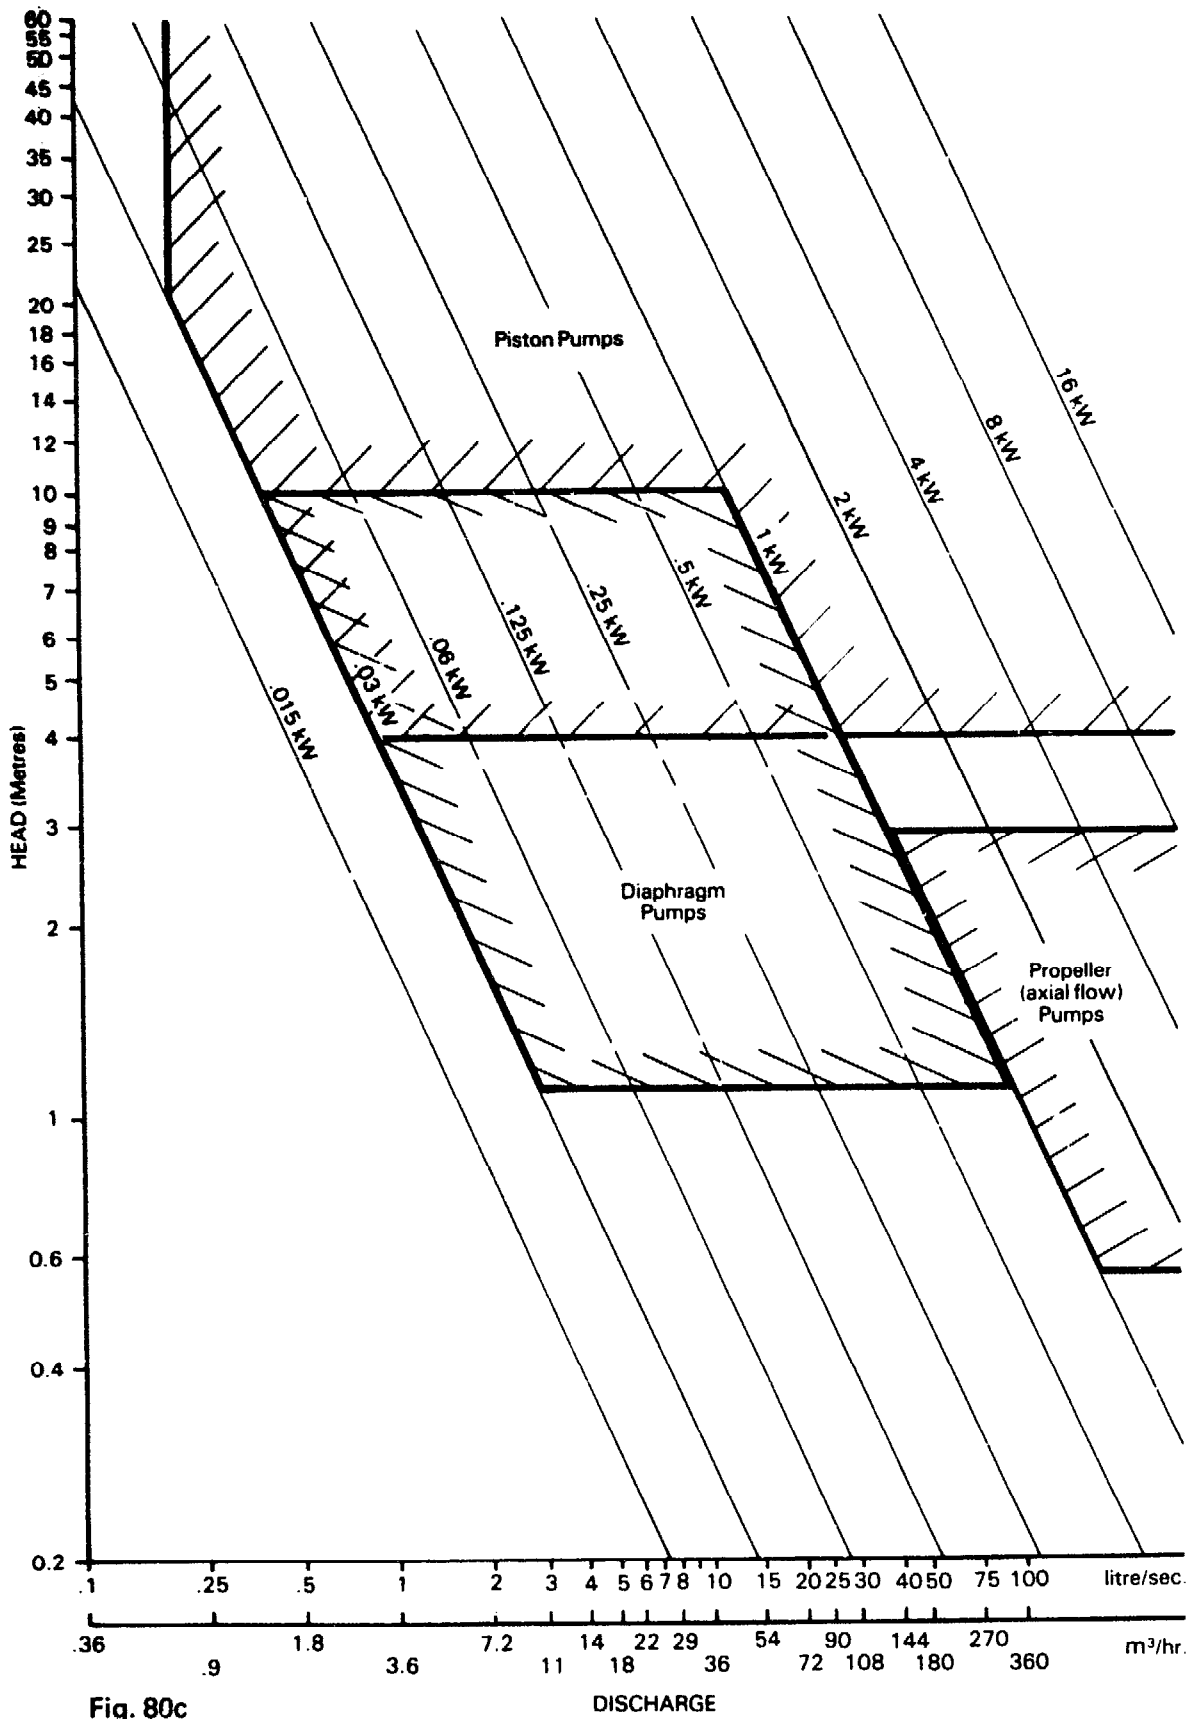 60
55
50
45
40
35
30
25
20
18
16
14
12
10
9
8
7
6
5
4
3
2
1
0.6
0.4
0.2
HEAD (Metres)
Piston Pumps
16 kW
8 kW
4 kW
2 kW
1 kW
.5 kW
.25 kW
.125 kW
.06 kW
.03 kW
.015 kW
Diaphragm
Pumps
Propeller
(axial flow)
Pumps
.1 .25 .5 1 2 3 4 5 6 7 8 10 15 20 25 30 40 50 75 100 litre/sec.
.36 1.8 7.2 14 22 29 54 90 144 270 m³/hr.
.9 3.6 11 18 36 72 108 180 360
Fig. 80c
DISCHARGE